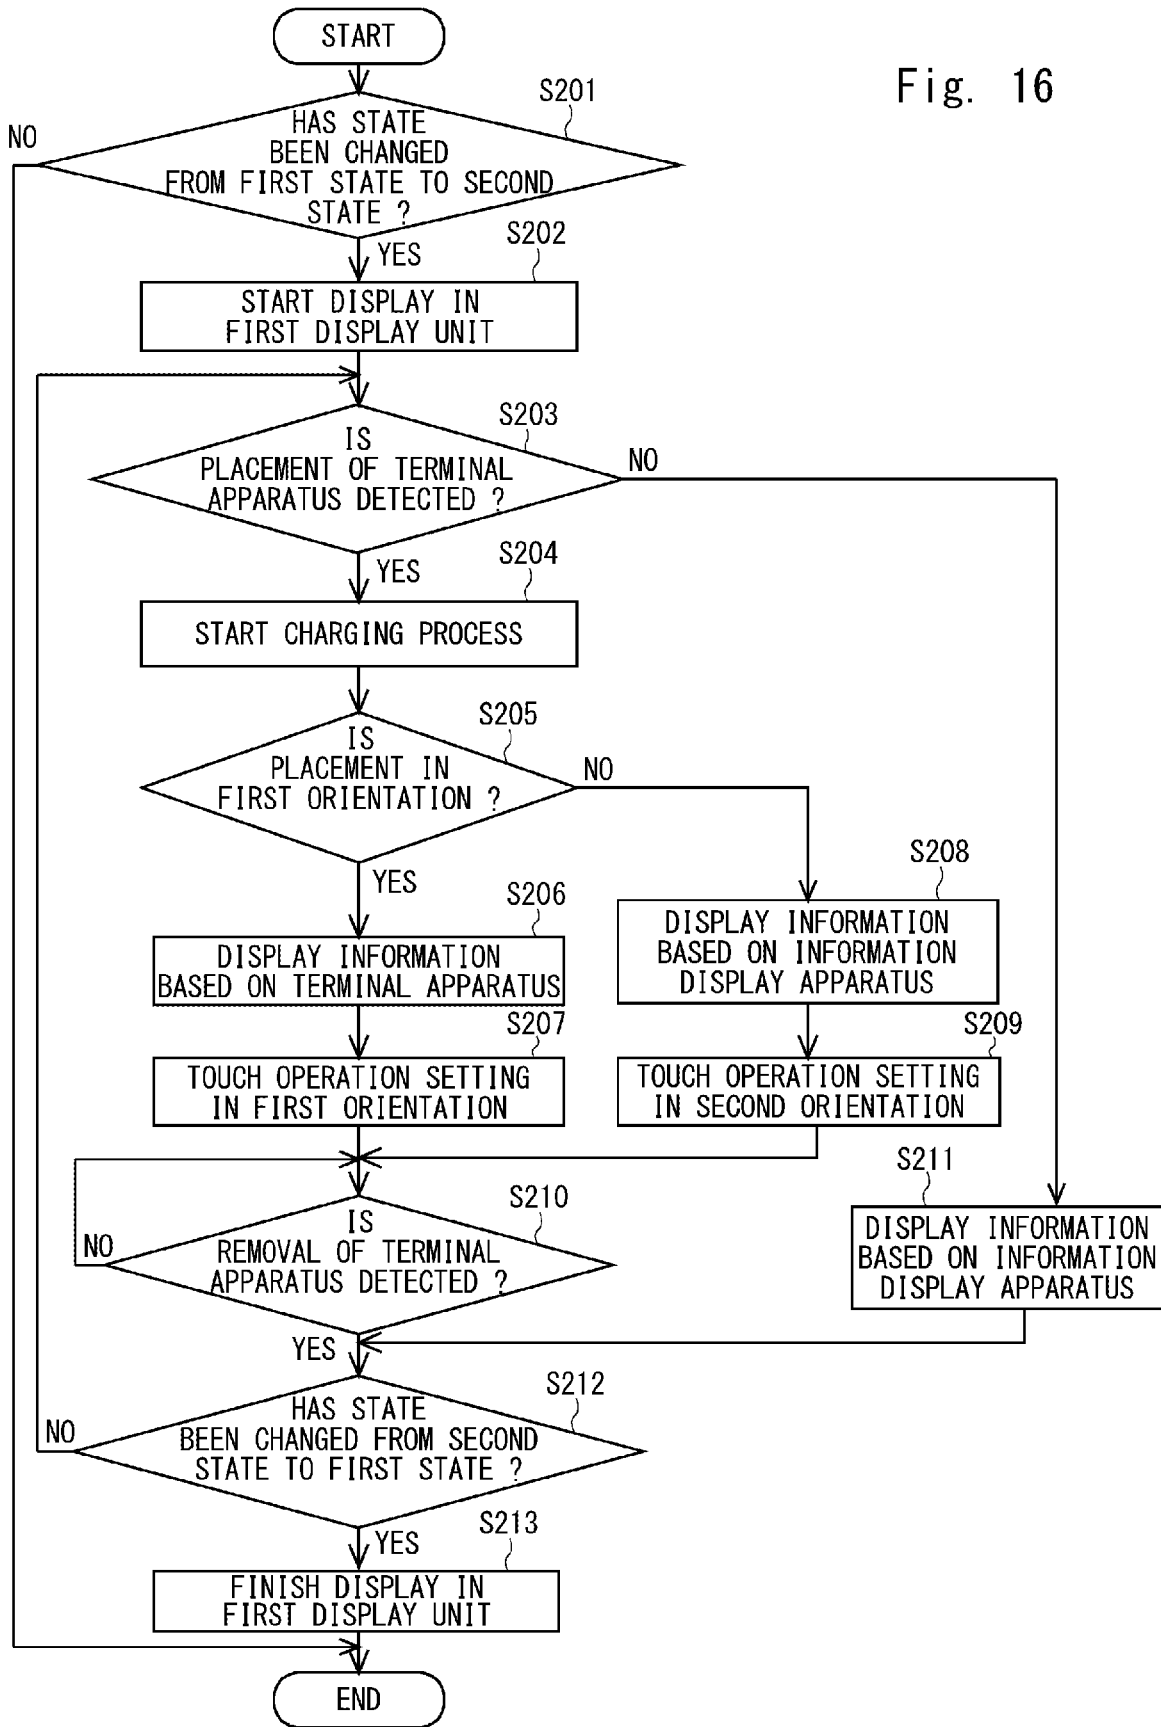 START
Fig. 16
S201
NO
HAS STATE
BEEN CHANGED
FROM FIRST STATE TO SECOND
STATE ?
YES
S202
START DISPLAY IN
FIRST DISPLAY UNIT
S203
IS
PLACEMENT OF TERMINAL
APPARATUS DETECTED ?
NO
YES
S204
START CHARGING PROCESS
S205
IS
PLACEMENT IN
FIRST ORIENTATION ?
NO
YES
S206
DISPLAY INFORMATION
BASED ON TERMINAL APPARATUS
S208
DISPLAY INFORMATION
BASED ON INFORMATION
DISPLAY APPARATUS
S207
TOUCH OPERATION SETTING
IN FIRST ORIENTATION
S209
TOUCH OPERATION SETTING
IN SECOND ORIENTATION
S210
IS
REMOVAL OF TERMINAL
APPARATUS DETECTED ?
NO
YES
S211
DISPLAY INFORMATION
BASED ON INFORMATION
DISPLAY APPARATUS
S212
HAS STATE
BEEN CHANGED FROM SECOND
STATE TO FIRST STATE ?
NO
YES
S213
FINISH DISPLAY IN
FIRST DISPLAY UNIT
END